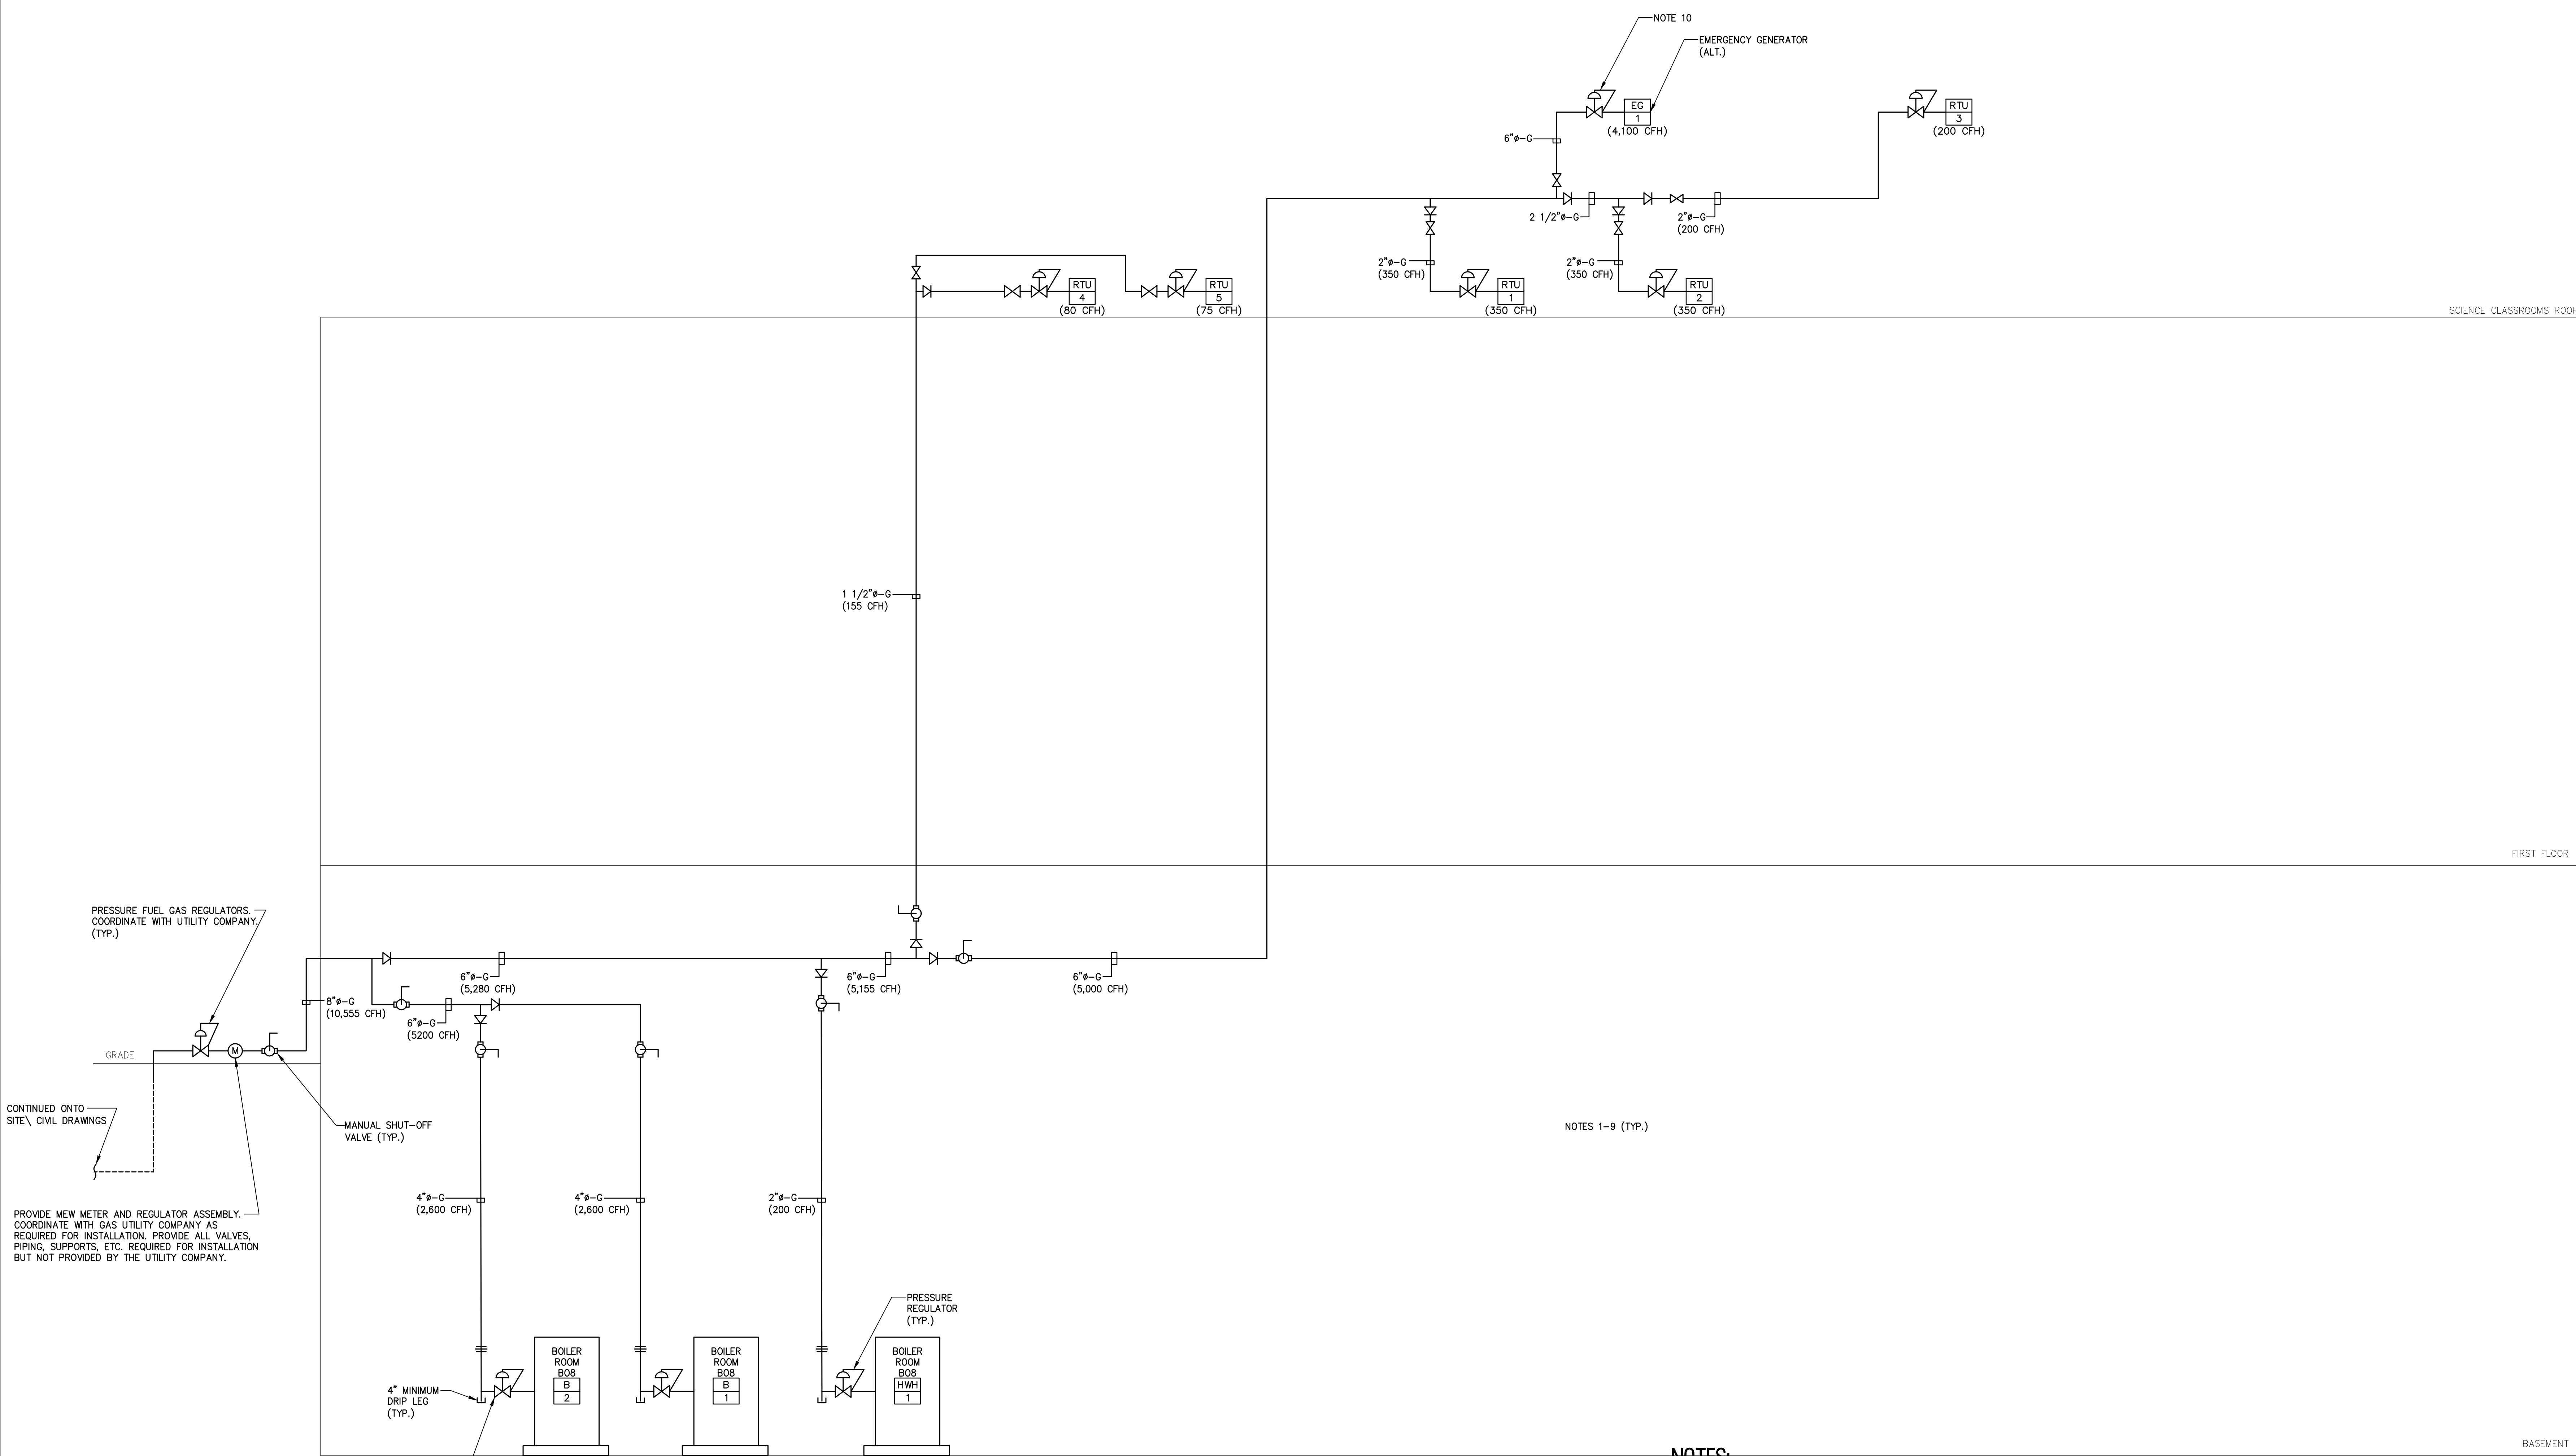 NOTE 10
EMERGENCY GENERATOR
(ALT.)
EG
1
(4,100 CFH)
RTU
3
(200 CFH)
6"ø-G
2 1/2"ø-G
2"ø-G
(200 CFH)
2"ø-G
(350 CFH)
2"ø-G
(350 CFH)
RTU
4
(80 CFH)
RTU
5
(75 CFH)
RTU
1
(350 CFH)
RTU
2
(350 CFH)
SCIENCE CLASSROOMS ROOF
1 1/2"ø-G
(155 CFH)
FIRST FLOOR
PRESSURE FUEL GAS REGULATORS.
COORDINATE WITH UTILITY COMPANY.
(TYP.)
6"ø-G
(5,280 CFH)
6"ø-G
(5,155 CFH)
6"ø-G
(5,000 CFH)
8"ø-G
(10,555 CFH)
6"ø-G
(5200 CFH)
M
GRADE
CONTINUED ONTO
SITE\ CIVIL DRAWINGS
MANUAL SHUT-OFF
VALVE (TYP.)
NOTES 1-9 (TYP.)
4"ø-G
(2,600 CFH)
4"ø-G
(2,600 CFH)
2"ø-G
(200 CFH)
PROVIDE MEW METER AND REGULATOR ASSEMBLY.
COORDINATE WITH GAS UTILITY COMPANY AS
REQUIRED FOR INSTALLATION. PROVIDE ALL VALVES,
PIPING, SUPPORTS, ETC. REQUIRED FOR INSTALLATION
BUT NOT PROVIDED BY THE UTILITY COMPANY.
PRESSURE
REGULATOR
(TYP.)
4" MINIMUM
DRIP LEG
(TYP.)
BOILER
ROOM
B08
B
2
BOILER
ROOM
B08
B
1
BOILER
ROOM
B08
HWH
1
BASEMENT
NOTES: